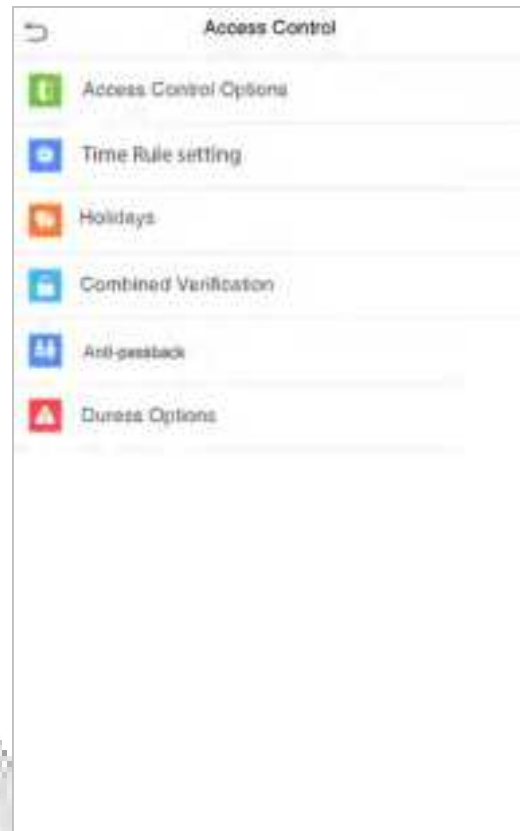 Access Control
Access Control Options
Time Rule setting
Holidays
Combined Verification
Anti-passback
Duress Options